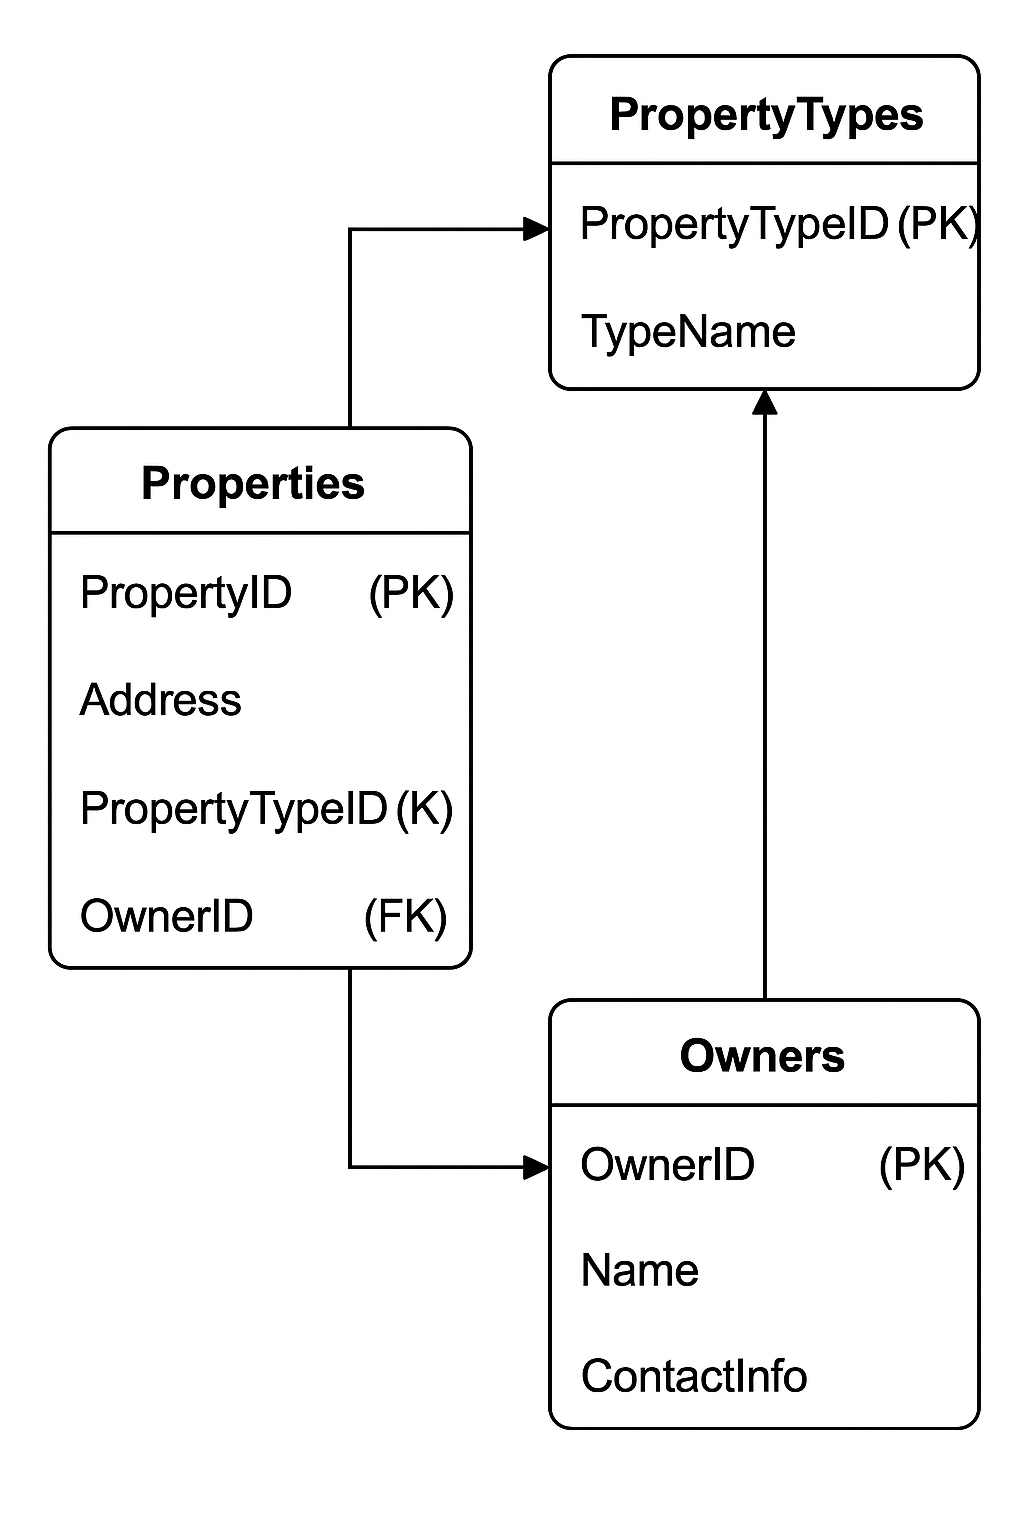 PropertyTypes
PropertyTypeID (PK)
TypeName
Properties
PropertyID (PK)
Address
PropertyTypeID (K)
OwnerID (FK)
Owners
OwnerID (PK)
Name
ContactInfo